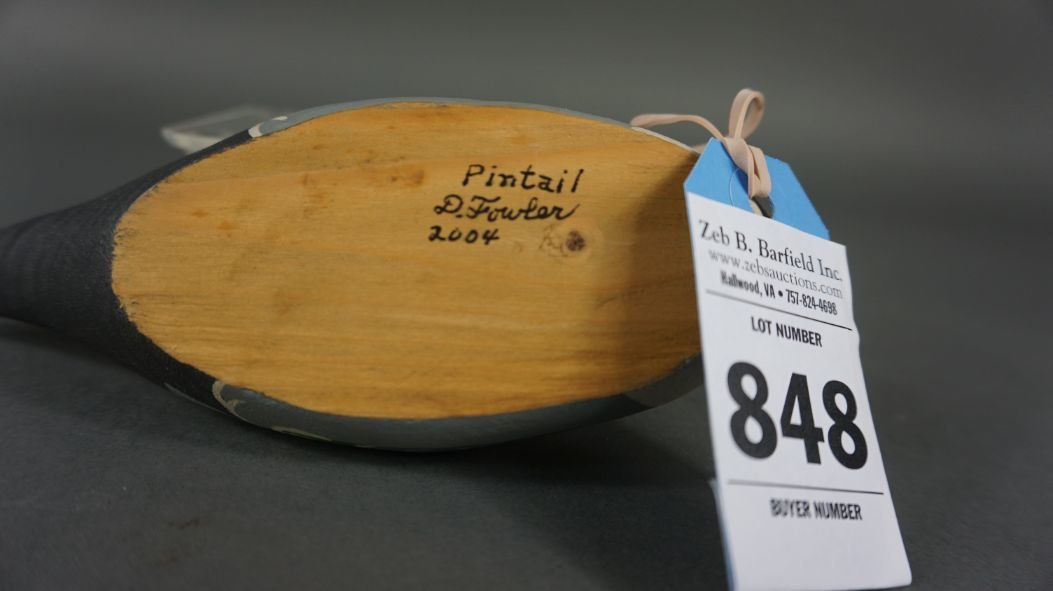 Pintail
D. Fowler
2004
Zeb B. Barfield Inc.
www.zebsauctions.com
Hallwood, VA • 757-824-4698
LOT NUMBER
848
BUYER NUMBER